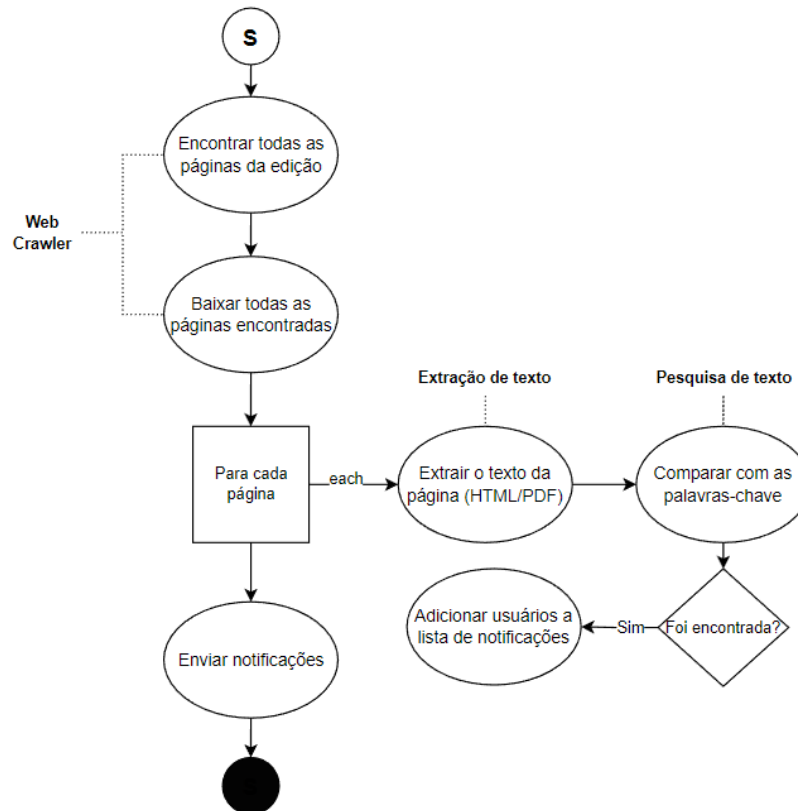 S
Encontrar todas as
páginas da edição
Web
Crawler
Baixar todas as
páginas encontradas
Extração de texto
Pesquisa de texto
Para cada
página
each
Extrair o texto da
página (HTML/PDF)
Comparar com as
palavras-chave
Adicionar usuários a
lista de notificações
Sim
Foi encontrada?
Enviar notificações
S